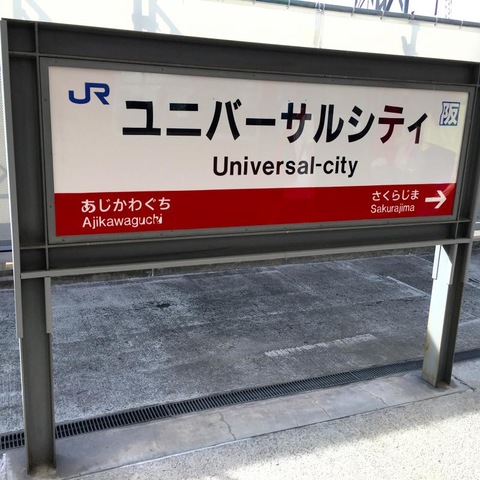 JR
ユニバーサルシティ
阪
Universal-city
あじかわぐち
Ajikawaguchi
さくらじま
Sakurajima